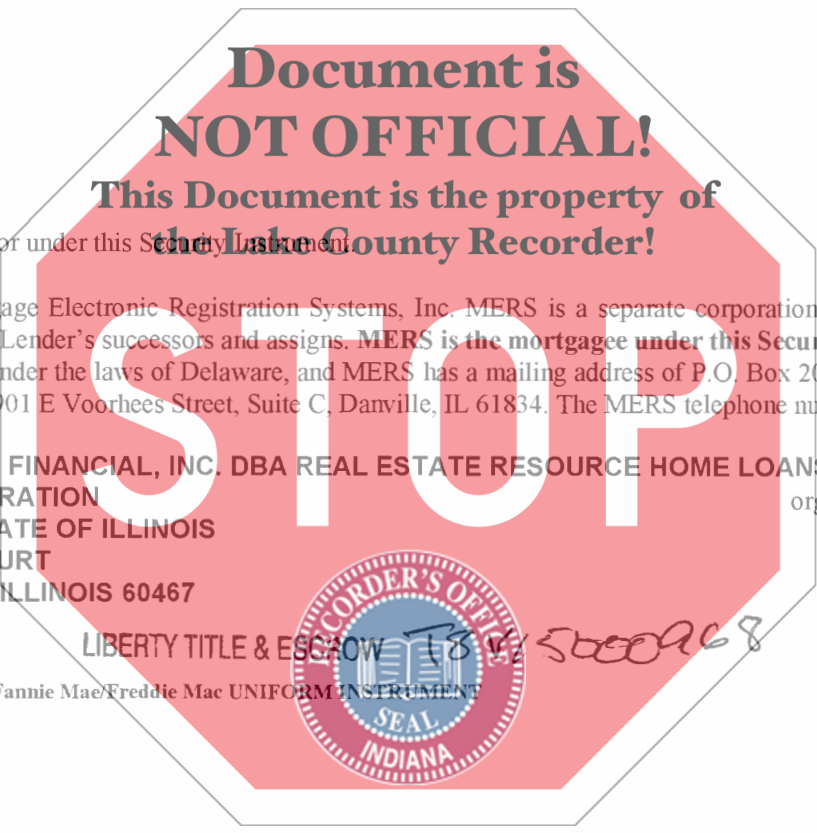 Document is
NOT OFFICIAL!
This Document is the property of
the Lake County Recorder!
or under this Security Instrument.
age Electronic Registration Systems, Inc. MERS is a separate corporation
Lender's successors and assigns. MERS is the mortgagee under this Secur
nder the laws of Delaware, and MERS has a mailing address of P.O. Box 20
901 E Voorhees Street, Suite C, Danville, IL 61834. The MERS telephone nu
STOP
FINANCIAL, INC. DBA REAL ESTATE RESOURCE HOME LOANS
RATION org
ATE OF ILLINOIS
URT
ILLINOIS 60467
LIBERTY TITLE & ESCROW 5000968
Fannie Mae/Freddie Mac UNIFORM INSTRUMENT
RECORDER'S OFFICE
SEAL
INDIANA